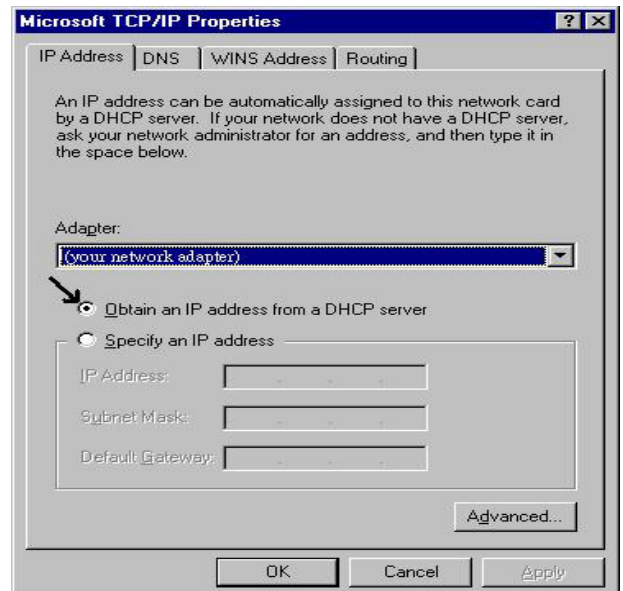 Microsoft TCP/IP Properties
IP Address DNS WINS Address Routing
An IP address can be automatically assigned to this network card
by a DHCP server. If your network does not have a DHCP server,
ask your network administrator for an address, and then type it in
the space below.
Adapter:
(your network adapter)
Obtain an IP address from a DHCP server
Specify an IP address
IP Address:
Subnet Mask:
Default Gateway:
Advanced...
OK Cancel Apply